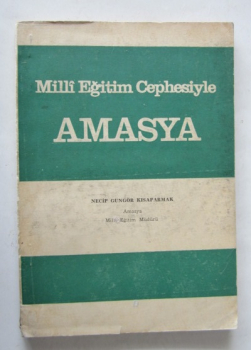 Millî Eğitim Cephesiyle
AMASYA
NECİP GÜNGÖR KISAPARMAK
Amasya
Millî Eğitim Müdürü